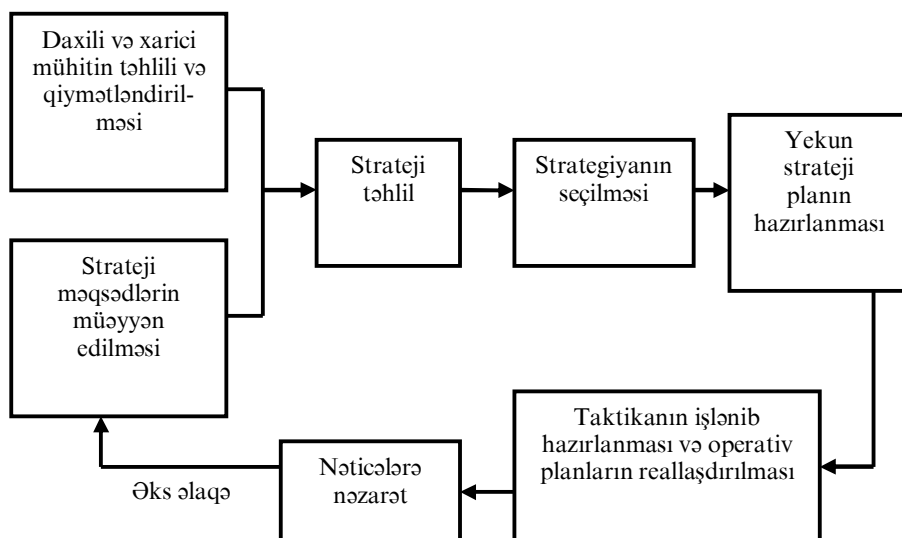 Daxili və xarici
mühitin təhlili və
qiymətləndiril-
məsi
Strateji
məqsədlərin
müəyyən
edilməsi
Strateji
təhlil
Strategiyanın
seçilməsi
Yekun
strateji
planın
hazırlanması
Taktikanın işlənib
hazırlanması və operativ
planların reallaşdırılması
Nəticələrə
nəzarət
Əks əlaqə